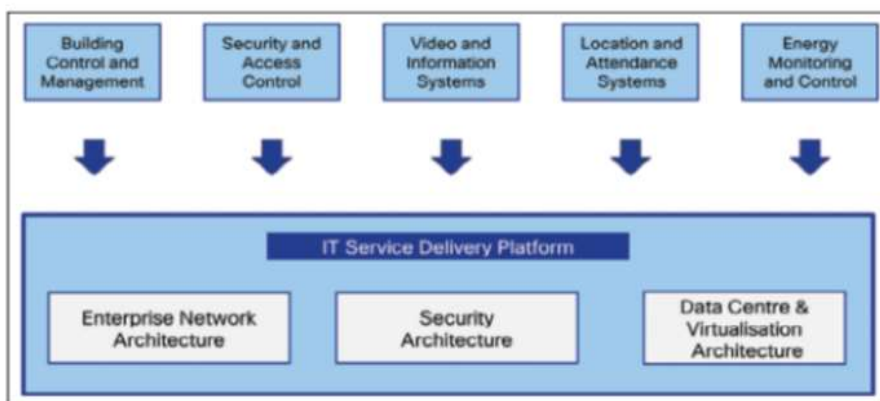 Building
Control and
Management
Security and
Access
Control
Video and
Information
Systems
Location and
Attendance
Systems
Energy
Monitoring
and Control
IT Service Delivery Platform
Enterprise Network
Architecture
Security
Architecture
Data Centre &
Virtualisation
Architecture